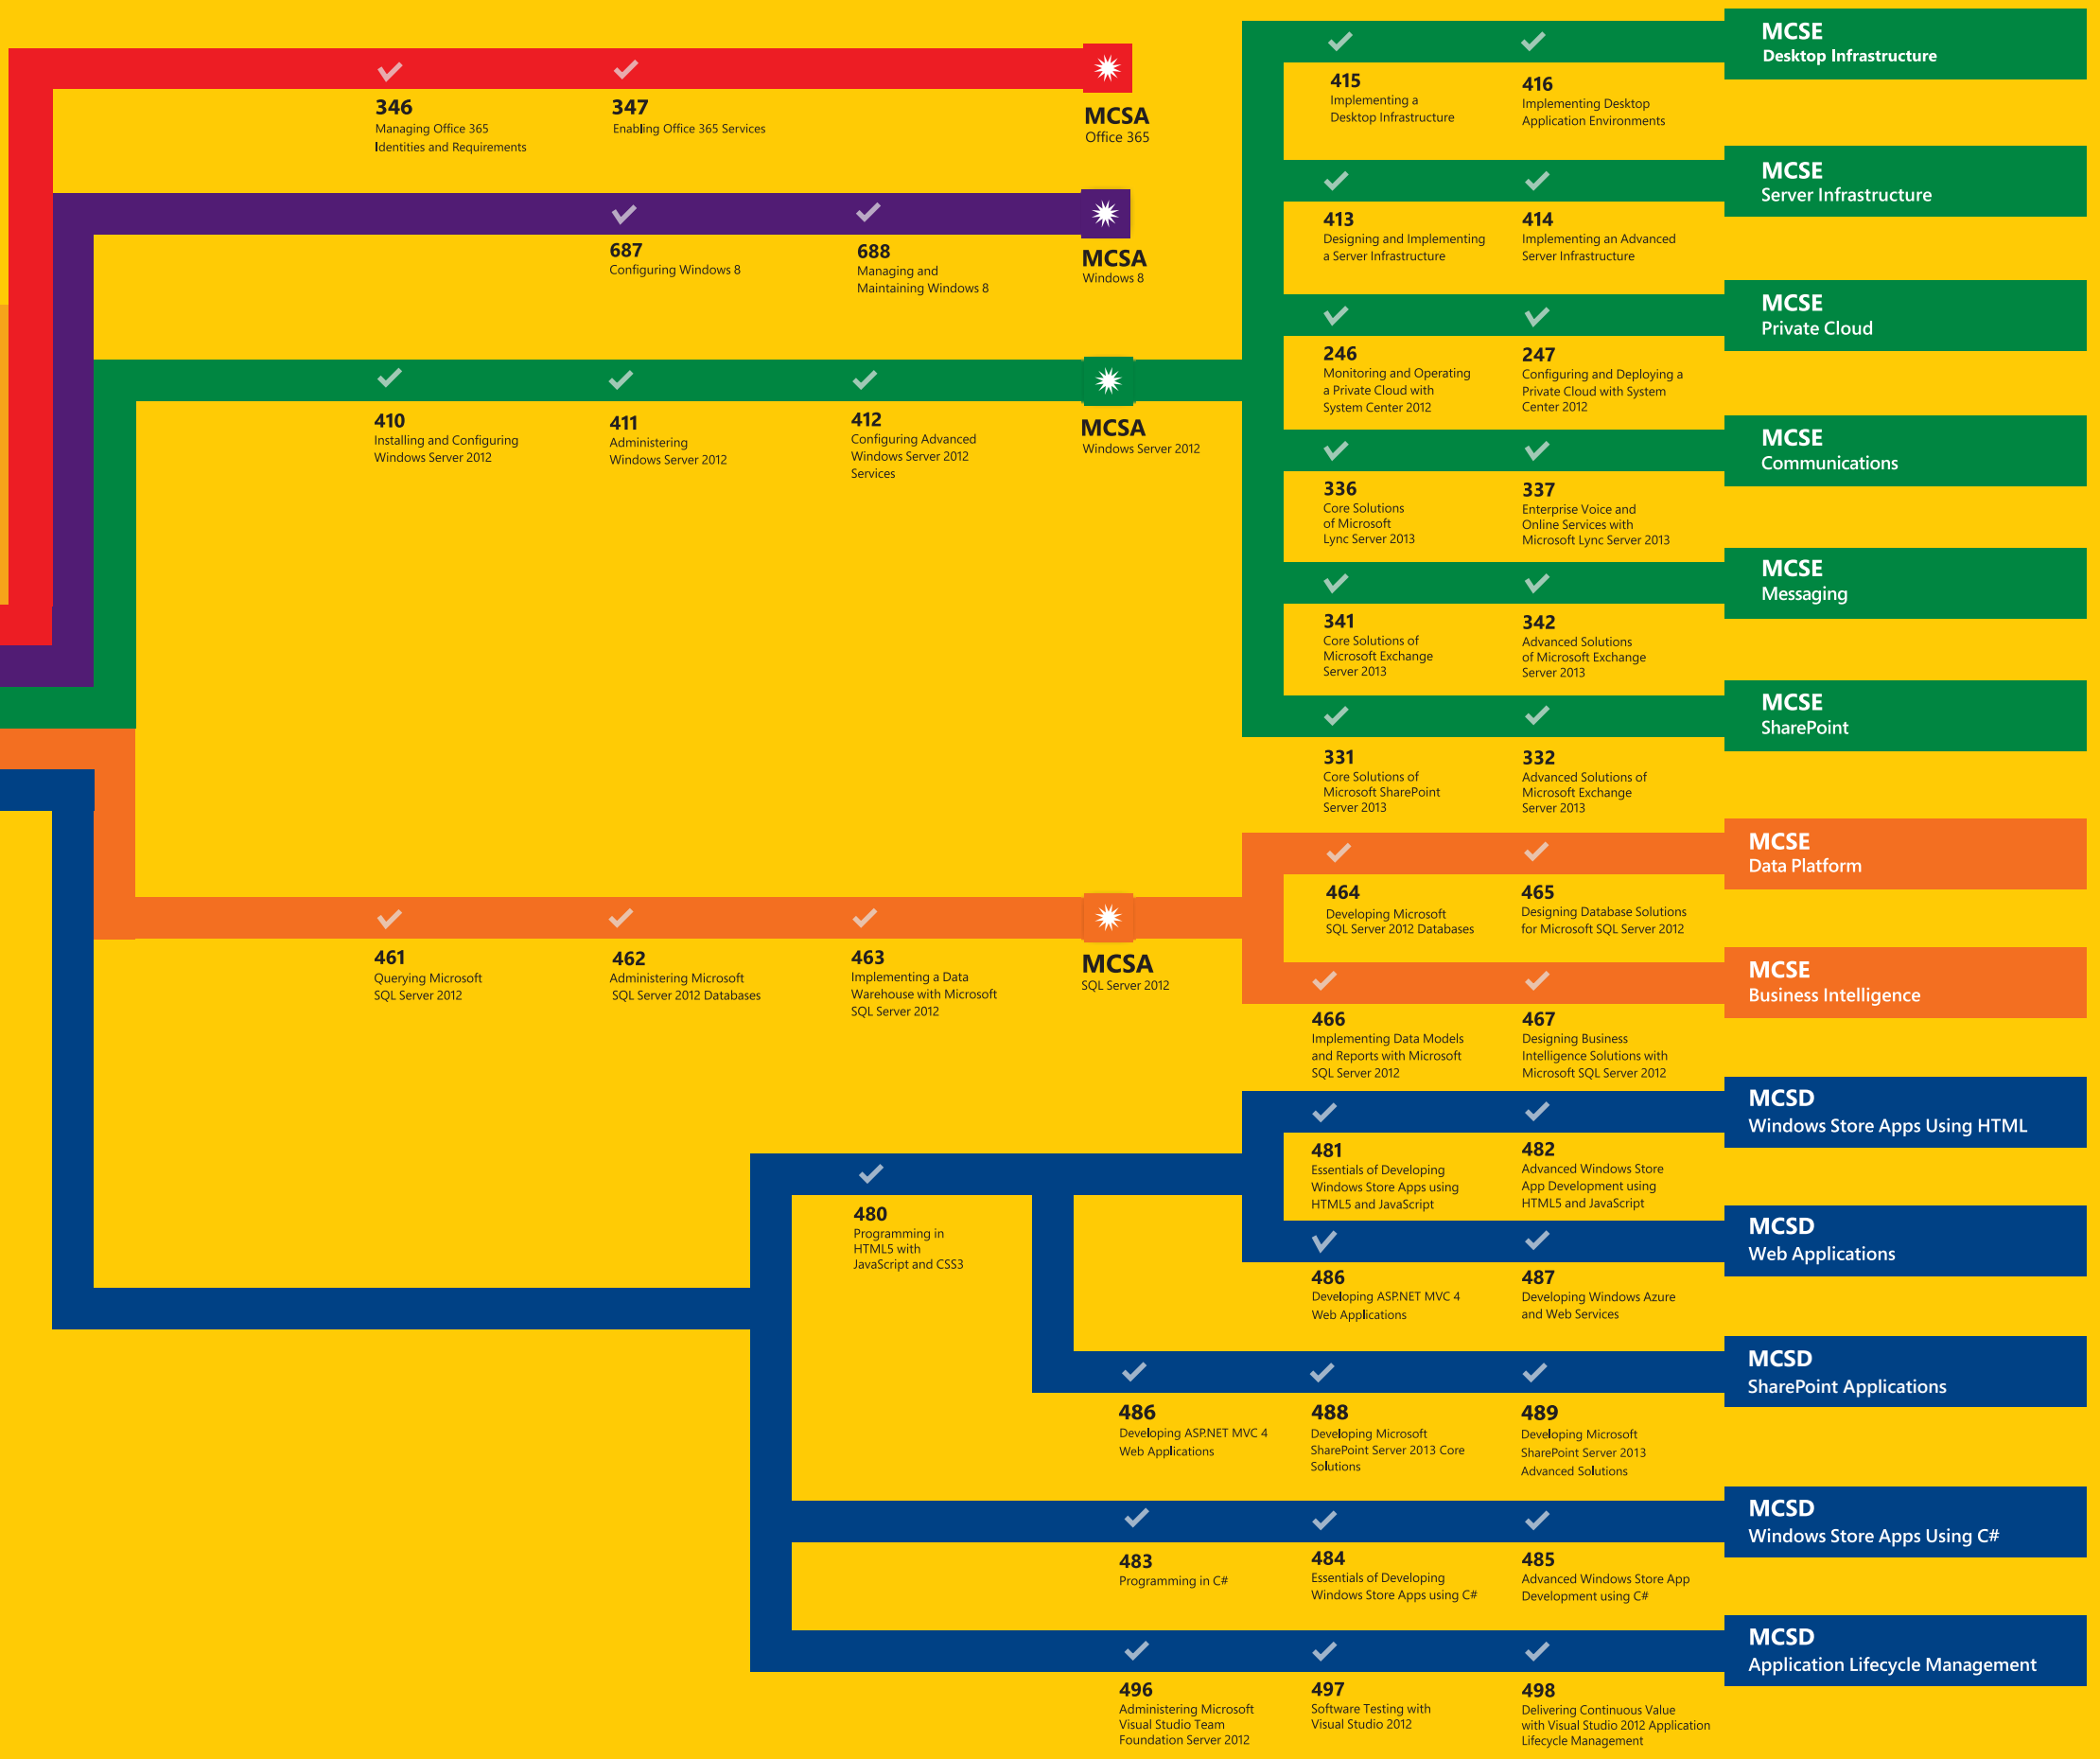 346
Managing Office 365
Identities and Requirements
347
Enabling Office 365 Services
MCSA
Office 365
687
Configuring Windows 8
688
Managing and
Maintaining Windows 8
MCSA
Windows 8
410
Installing and Configuring
Windows Server 2012
411
Administering
Windows Server 2012
412
Configuring Advanced
Windows Server 2012
Services
MCSA
Windows Server 2012
415
Implementing a
Desktop Infrastructure
416
Implementing Desktop
Application Environments
MCSE
Desktop Infrastructure
413
Designing and Implementing
a Server Infrastructure
414
Implementing an Advanced
Server Infrastructure
MCSE
Server Infrastructure
246
Monitoring and Operating
a Private Cloud with
System Center 2012
247
Configuring and Deploying a
Private Cloud with System
Center 2012
MCSE
Private Cloud
336
Core Solutions
of Microsoft
Lync Server 2013
337
Enterprise Voice and
Online Services with
Microsoft Lync Server 2013
MCSE
Communications
341
Core Solutions of
Microsoft Exchange
Server 2013
342
Advanced Solutions
of Microsoft Exchange
Server 2013
MCSE
Messaging
331
Core Solutions of
Microsoft SharePoint
Server 2013
332
Advanced Solutions of
Microsoft Exchange
Server 2013
MCSE
SharePoint
461
Querying Microsoft
SQL Server 2012
462
Administering Microsoft
SQL Server 2012 Databases
463
Implementing a Data
Warehouse with Microsoft
SQL Server 2012
MCSA
SQL Server 2012
464
Developing Microsoft
SQL Server 2012 Databases
465
Designing Database Solutions
for Microsoft SQL Server 2012
MCSE
Data Platform
466
Implementing Data Models
and Reports with Microsoft
SQL Server 2012
467
Designing Business
Intelligence Solutions with
Microsoft SQL Server 2012
MCSE
Business Intelligence
480
Programming in
HTML5 with
JavaScript and CSS3
481
Essentials of Developing
Windows Store Apps using
HTML5 and JavaScript
482
Advanced Windows Store
App Development using
HTML5 and JavaScript
MCSD
Windows Store Apps Using HTML
486
Developing ASP.NET MVC 4
Web Applications
487
Developing Windows Azure
and Web Services
MCSD
Web Applications
486
Developing ASP.NET MVC 4
Web Applications
488
Developing Microsoft
SharePoint Server 2013 Core
Solutions
489
Developing Microsoft
SharePoint Server 2013
Advanced Solutions
MCSD
SharePoint Applications
483
Programming in C#
484
Essentials of Developing
Windows Store Apps using C#
485
Advanced Windows Store App
Development using C#
MCSD
Windows Store Apps Using C#
496
Administering Microsoft
Visual Studio Team
Foundation Server 2012
497
Software Testing with
Visual Studio 2012
498
Delivering Continuous Value
with Visual Studio 2012 Application
Lifecycle Management
MCSD
Application Lifecycle Management